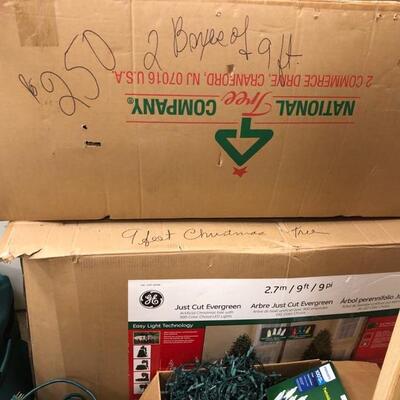 $250
2 Boxes of 9 ft.
2 COMMERCE DRIVE, CRANFORD, NJ 07016 U.S.A.
NATIONAL
Tree
COMPANY®
9 feet Christmas Tree
2.7m / 9ft / 9pi
GE
Just Cut Evergreen
Arbre Just Cut Evergreen
Árbol perennifolio J
Easy Light Technology